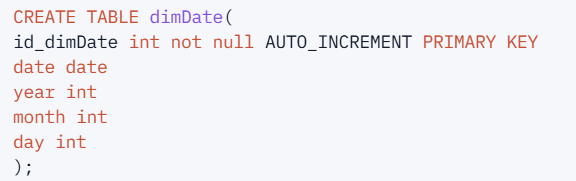 CREATE TABLE dimDate(
id_dimDate int not null AUTO_INCREMENT PRIMARY KEY
date date
year int
month int
day int
);